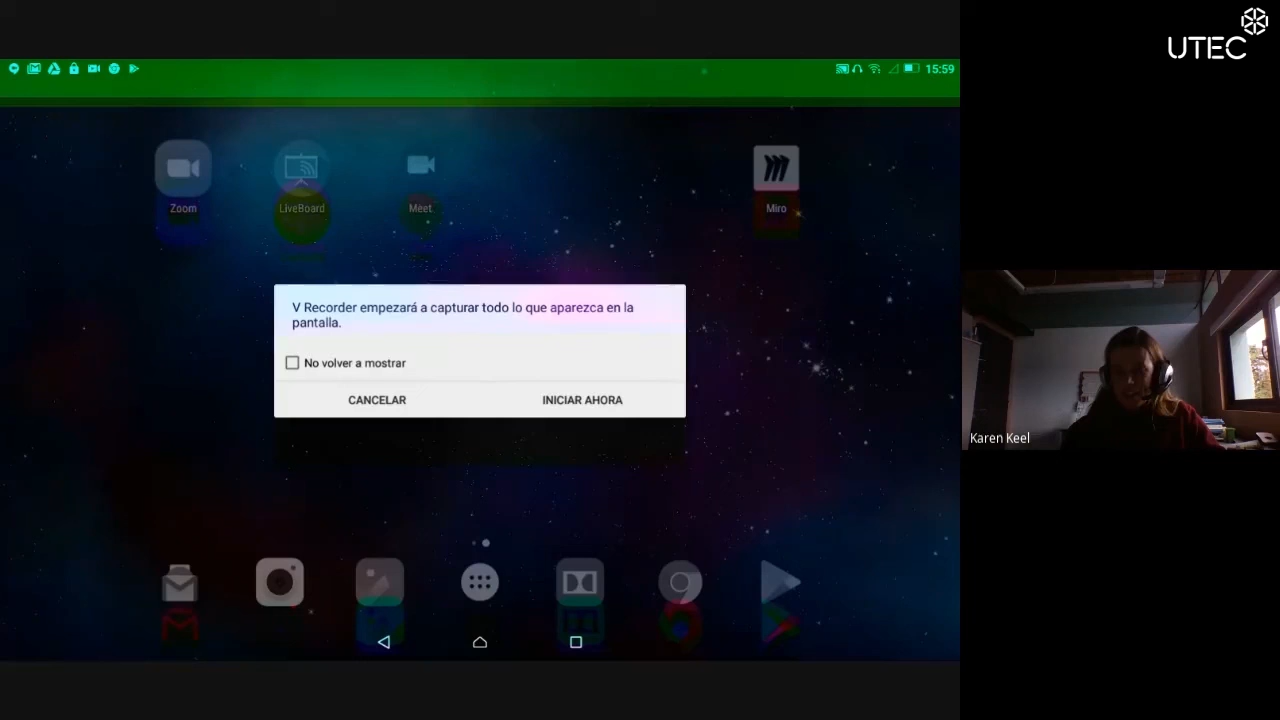 UTEC
15:59
Zoom
LiveBoard
Meet
Miro
V Recorder empezará a capturar todo lo que aparezca en la
pantalla.
No volver a mostrar
CANCELAR
INICIAR AHORA
Karen Keel